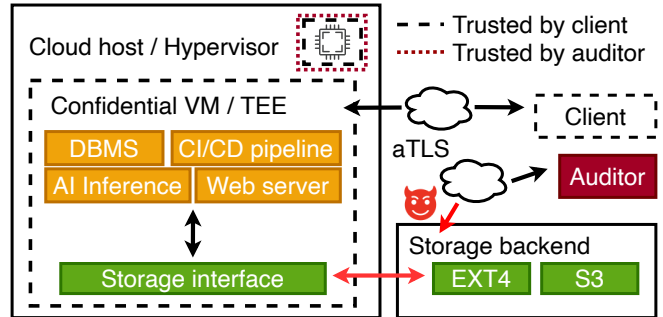 Cloud host / Hypervisor
Trusted by client
Trusted by auditor
Confidential VM / TEE
DBMS
CI/CD pipeline
AI Inference
Web server
Storage interface
aTLS
Client
Auditor
Storage backend
EXT4
S3